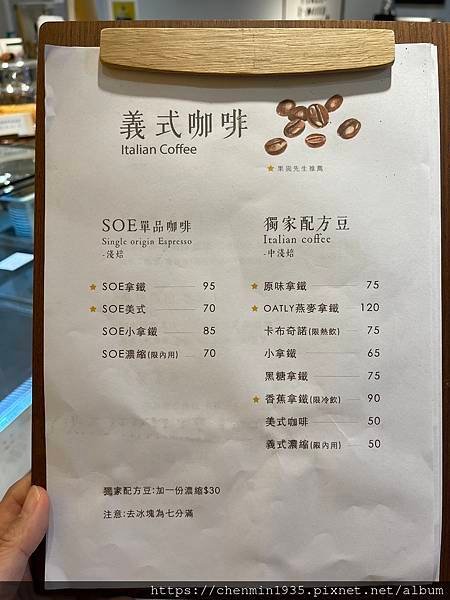 義式咖啡
Italian Coffee
★果崗先生推薦
SOE單品咖啡
Single origin Espresso
-淺焙
★ SOE拿鐵 95
★ SOE美式 70
SOE小拿鐵 85
SOE濃縮(限內用) 70
獨家配方豆
Italian coffee
-中淺焙
★ 原味拿鐵 75
★ OATLY燕麥拿鐵 120
卡布奇諾(限熱飲) 75
小拿鐵 65
黑糖拿鐵 75
★ 香蕉拿鐵(限冷飲) 90
美式咖啡 50
義式濃縮(限內用) 50
獨家配方豆:加一份濃縮$30
注意:去冰塊為七分滿
https://chenmin1935.pixnet.net/album